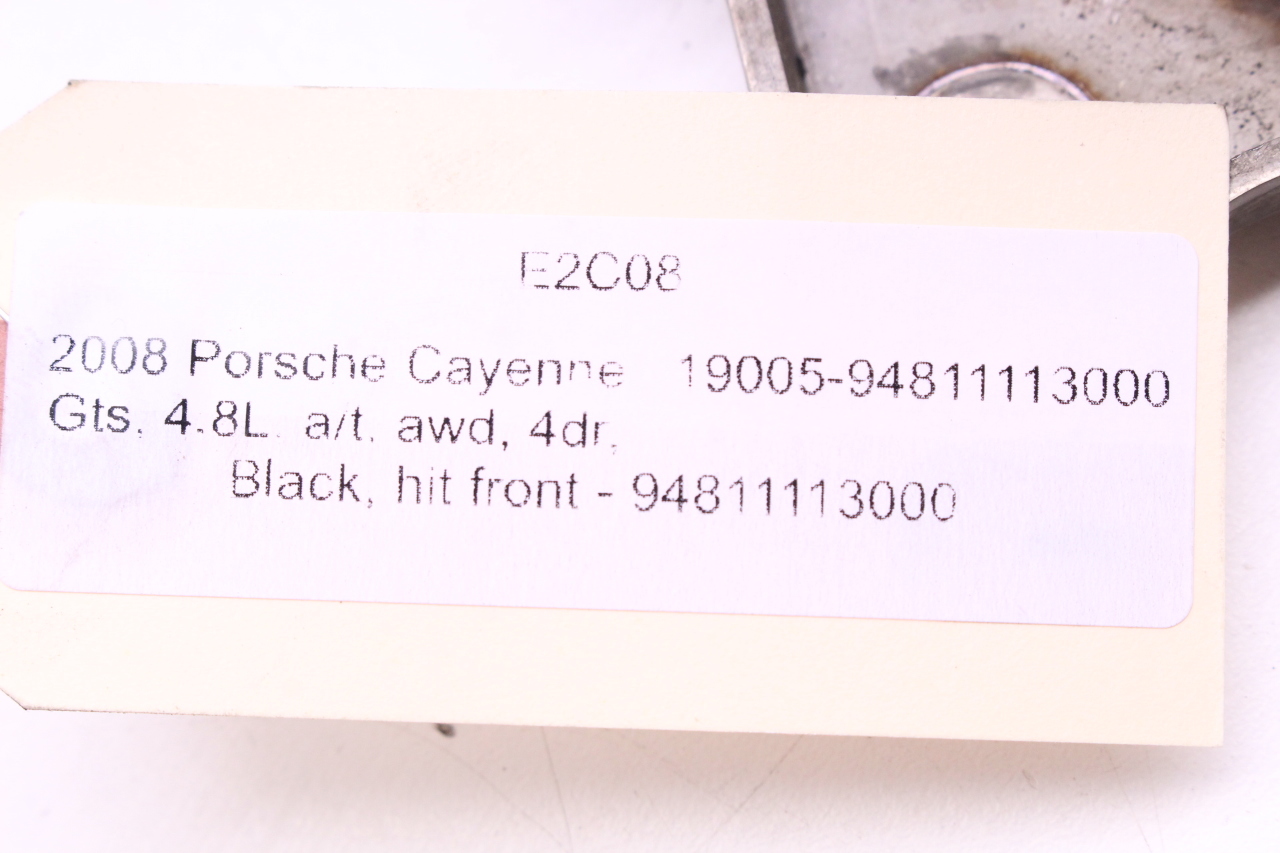 E2C08
2008 Porsche Cayenne 19005-94811113000
Gts. 4.8L. a/t. awd, 4dr,
Black, hit front - 94811113000